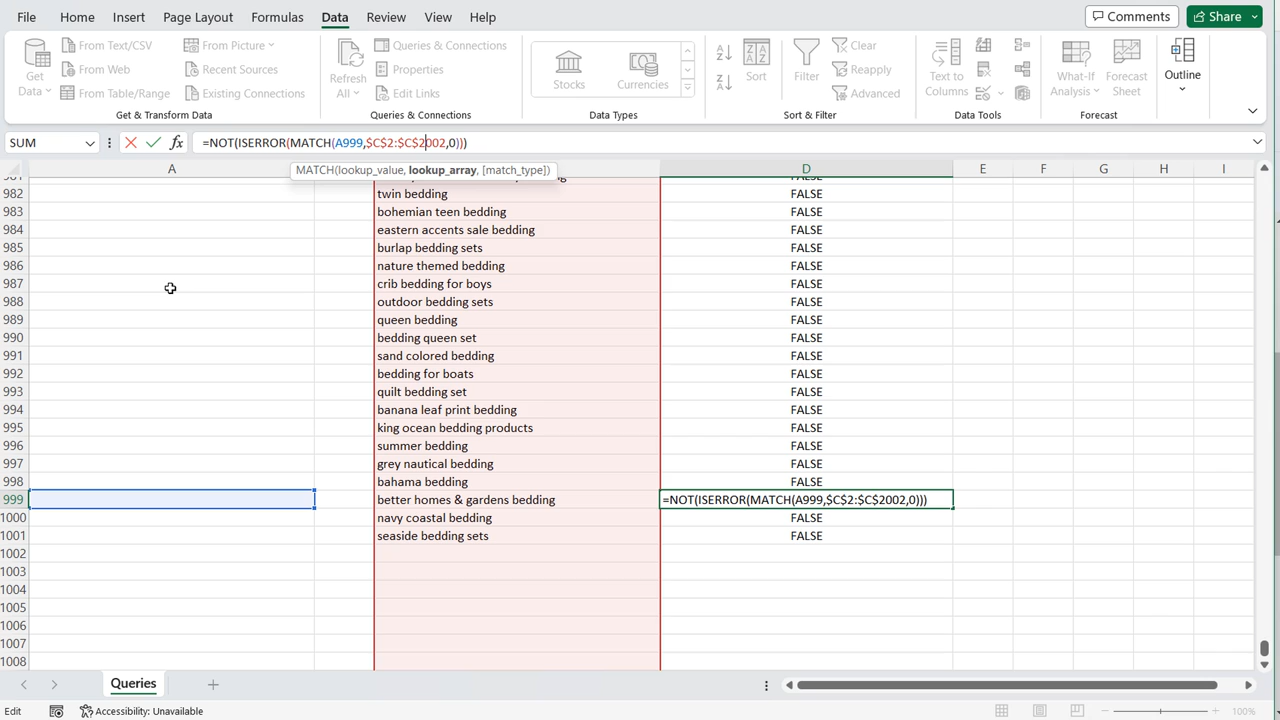 File Home Insert Page Layout Formulas Data Review View Help Comments Share
Get Data From Text/CSV From Picture Refresh All Queries & Connections Stocks Currencies Sort Filter Clear Text to Columns What-If Analysis Forecast Sheet Outline
From Web Recent Sources Properties Reapply
From Table/Range Existing Connections Edit Links Advanced
Get & Transform Data Queries & Connections Data Types Sort & Filter Data Tools Forecast
SUM fx =NOT(ISERROR(MATCH(A999,$C$2:$C$2002,0)))
MATCH(lookup_value, lookup_array, [match_type])
A D E F G H I
982 twin bedding FALSE
983 bohemian teen bedding FALSE
984 eastern accents sale bedding FALSE
985 burlap bedding sets FALSE
986 nature themed bedding FALSE
987 crib bedding for boys FALSE
988 outdoor bedding sets FALSE
989 queen bedding FALSE
990 bedding queen set FALSE
991 sand colored bedding FALSE
992 bedding for boats FALSE
993 quilt bedding set FALSE
994 banana leaf print bedding FALSE
995 king ocean bedding products FALSE
996 summer bedding FALSE
997 grey nautical bedding FALSE
998 bahama bedding FALSE
999 better homes & gardens bedding =NOT(ISERROR(MATCH(A999,$C$2:$C$2002,0)))
1000 navy coastal bedding FALSE
1001 seaside bedding sets FALSE
1002
1003
1004
1005
1006
1007
1008
Queries
Edit Accessibility: Unavailable 100%